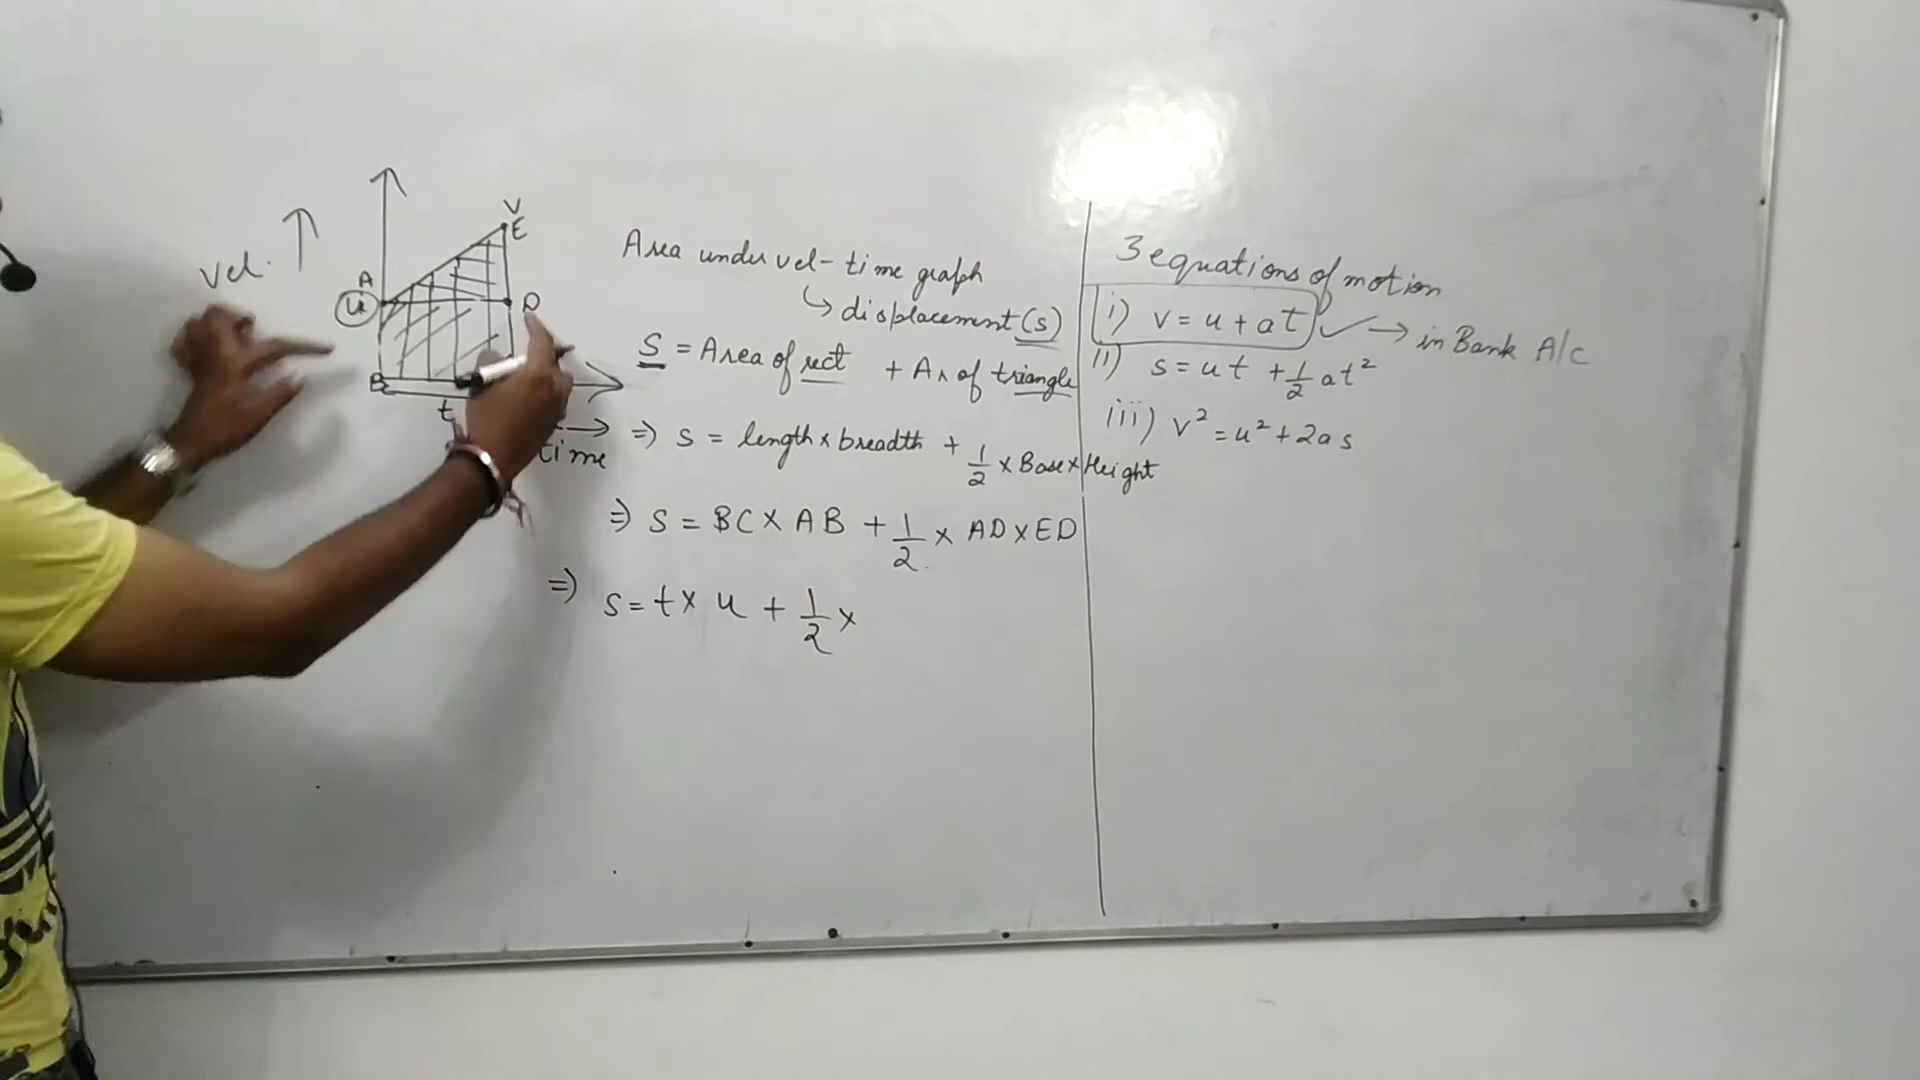 vel. ↑
V
E
A
u
D
B
t
time →
Area under vel-time graph
↳ displacement (s)
S = Area of rect + Ar of triangle
⇒ s = length × breadth + 1/2 × Base × Height
⇒ s = BC × AB + 1/2 × AD × ED
⇒ s = t × u + 1/2 ×
3 equations of motion
i) v = u + at ✓ → in Bank A/c
ii) s = ut + 1/2 at²
iii) v² = u² + 2as